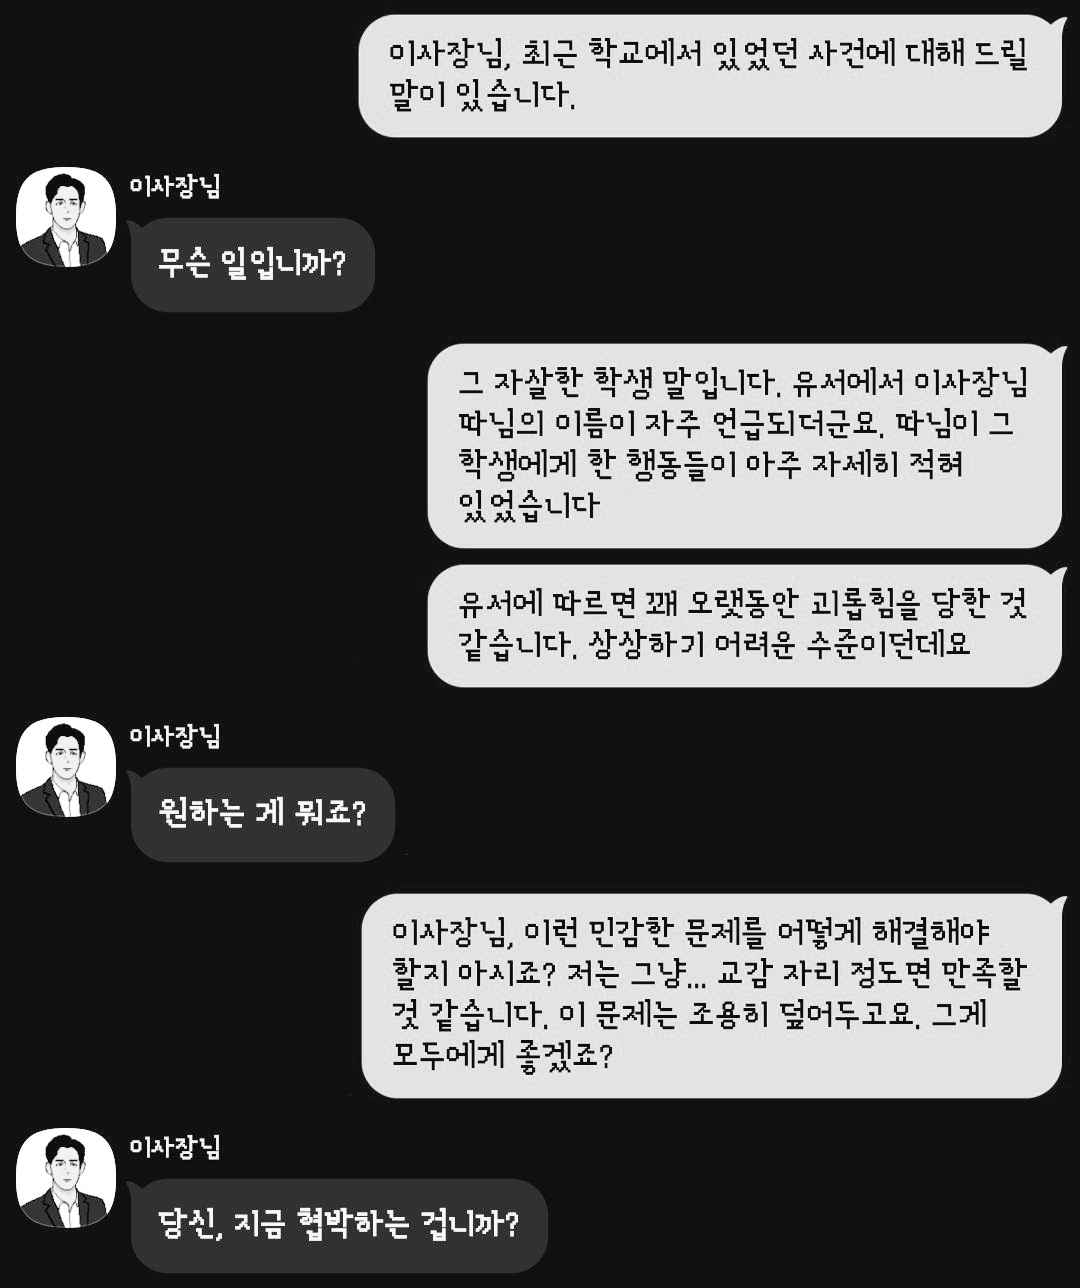 이사장님, 최근 학교에서 있었던 사건에 대해 드릴
말이 있습니다.
이사장님
무슨 일입니까?
그 자살한 학생 말입니다. 유서에서 이사장님
따님의 이름이 자주 언급되더군요. 따님이 그
학생에게 한 행동들이 아주 자세히 적혀
있었습니다
유서에 따르면 꽤 오랫동안 괴롭힘을 당한 것
같습니다. 상상하기 어려운 수준이던데요
이사장님
원하는 게 뭐죠?
이사장님, 이런 민감한 문제를 어떻게 해결해야
할지 아시죠? 저는 그냥... 교감 자리 정도면 만족할
것 같습니다. 이 문제는 조용히 덮어두고요. 그게
모두에게 좋겠죠?
이사장님
당신, 지금 협박하는 겁니까?